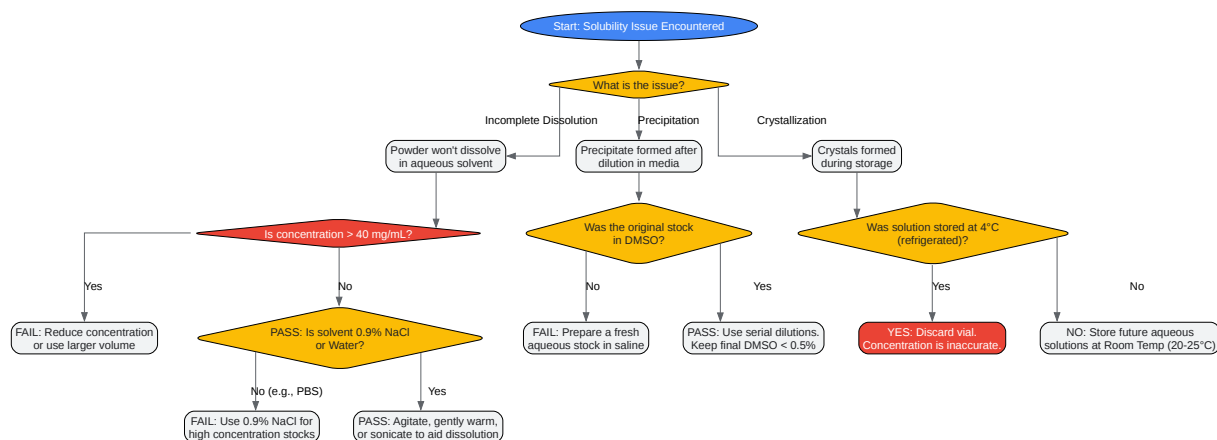 Start: Solubility Issue Encountered
What is the issue?
Incomplete Dissolution
Precipitation
Crystallization
Powder won't dissolve
in aqueous solvent
Precipitate formed after
dilution in media
Crystals formed
during storage
Is concentration > 40 mg/mL?
Was the original stock
in DMSO?
Was solution stored at 4°C
(refrigerated)?
Yes
No
No
Yes
Yes
No
FAIL: Reduce concentration
or use larger volume
PASS: Is solvent 0.9% NaCl
or Water?
FAIL: Prepare a fresh
aqueous stock in saline
PASS: Use serial dilutions.
Keep final DMSO < 0.5%
YES: Discard vial.
Concentration is inaccurate.
NO: Store future aqueous
solutions at Room Temp (20-25°C)
No (e.g., PBS)
Yes
FAIL: Use 0.9% NaCl for
high concentration stocks
PASS: Agitate, gently warm,
or sonicate to aid dissolution